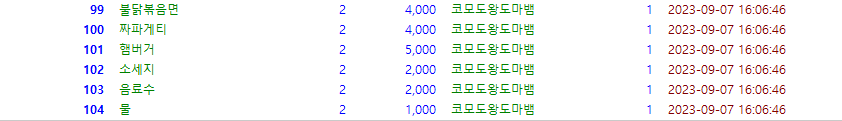 99 불닭볶음면 2 4,000 코모도왕도마뱀 1 2023-09-07 16:06:46
100 짜파게티 2 4,000 코모도왕도마뱀 1 2023-09-07 16:06:46
101 햄버거 2 5,000 코모도왕도마뱀 1 2023-09-07 16:06:46
102 소세지 2 2,000 코모도왕도마뱀 1 2023-09-07 16:06:46
103 음료수 2 2,000 코모도왕도마뱀 1 2023-09-07 16:06:46
104 물 2 1,000 코모도왕도마뱀 1 2023-09-07 16:06:46